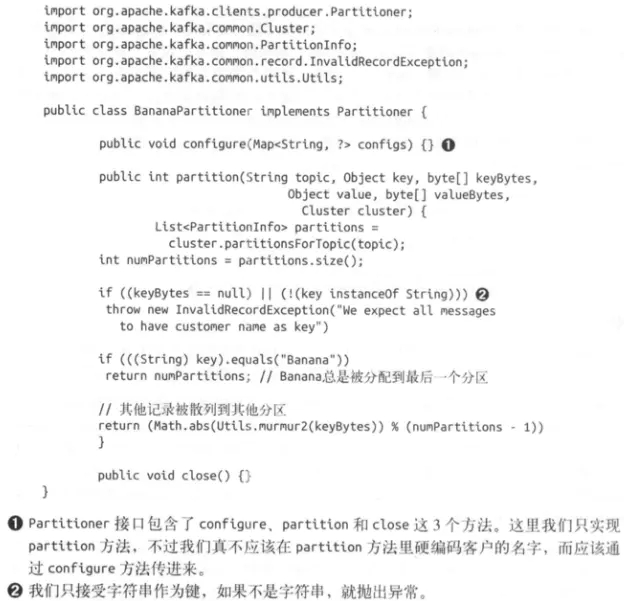 import org.apache.kafka.clients.producer.Partitioner;
import org.apache.kafka.common.Cluster;
import org.apache.kafka.common.PartitionInfo;
import org.apache.kafka.common.record.InvalidRecordException;
import org.apache.kafka.common.utils.Utils;
public class BananaPartitioner implements Partitioner {
public void configure(Map<String, ?> configs) {} ❶
public int partition(String topic, Object key, byte[] keyBytes,
Object value, byte[] valueBytes,
Cluster cluster) {
List<PartitionInfo> partitions =
cluster.partitionsForTopic(topic);
int numPartitions = partitions.size();
if ((keyBytes == null) || (!(key instanceOf String))) ❷
throw new InvalidRecordException("We expect all messages
to have customer name as key")
if (((String) key).equals("Banana"))
return numPartitions; // Banana总是被分配到最后一个分区
// 其他记录被散列到其他分区
return (Math.abs(Utils.murmur2(keyBytes)) % (numPartitions - 1))
}
public void close() {}
}
❶ Partitioner 接口包含了 configure、partition 和 close 这 3 个方法。这里我们只实现
partition 方法，不过我们真不应该在 partition 方法里硬编码客户的名字，而应该通
过 configure 方法传进来。
❷ 我们只接受字符串作为键，如果不是字符串，就抛出异常。